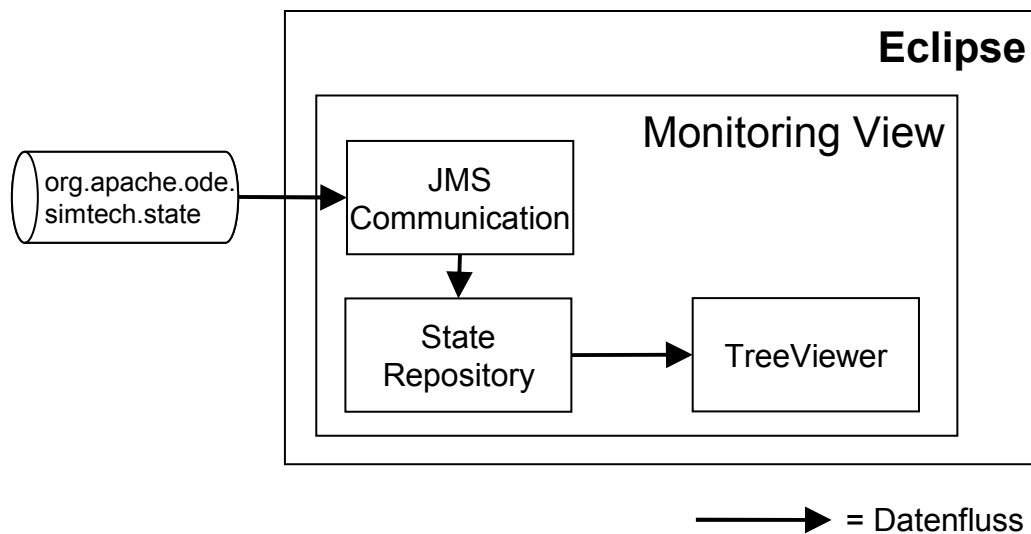 Eclipse
Monitoring View
org.apache.ode.
simtech.state
JMS
Communication
State
Repository
TreeViewer
= Datenfluss